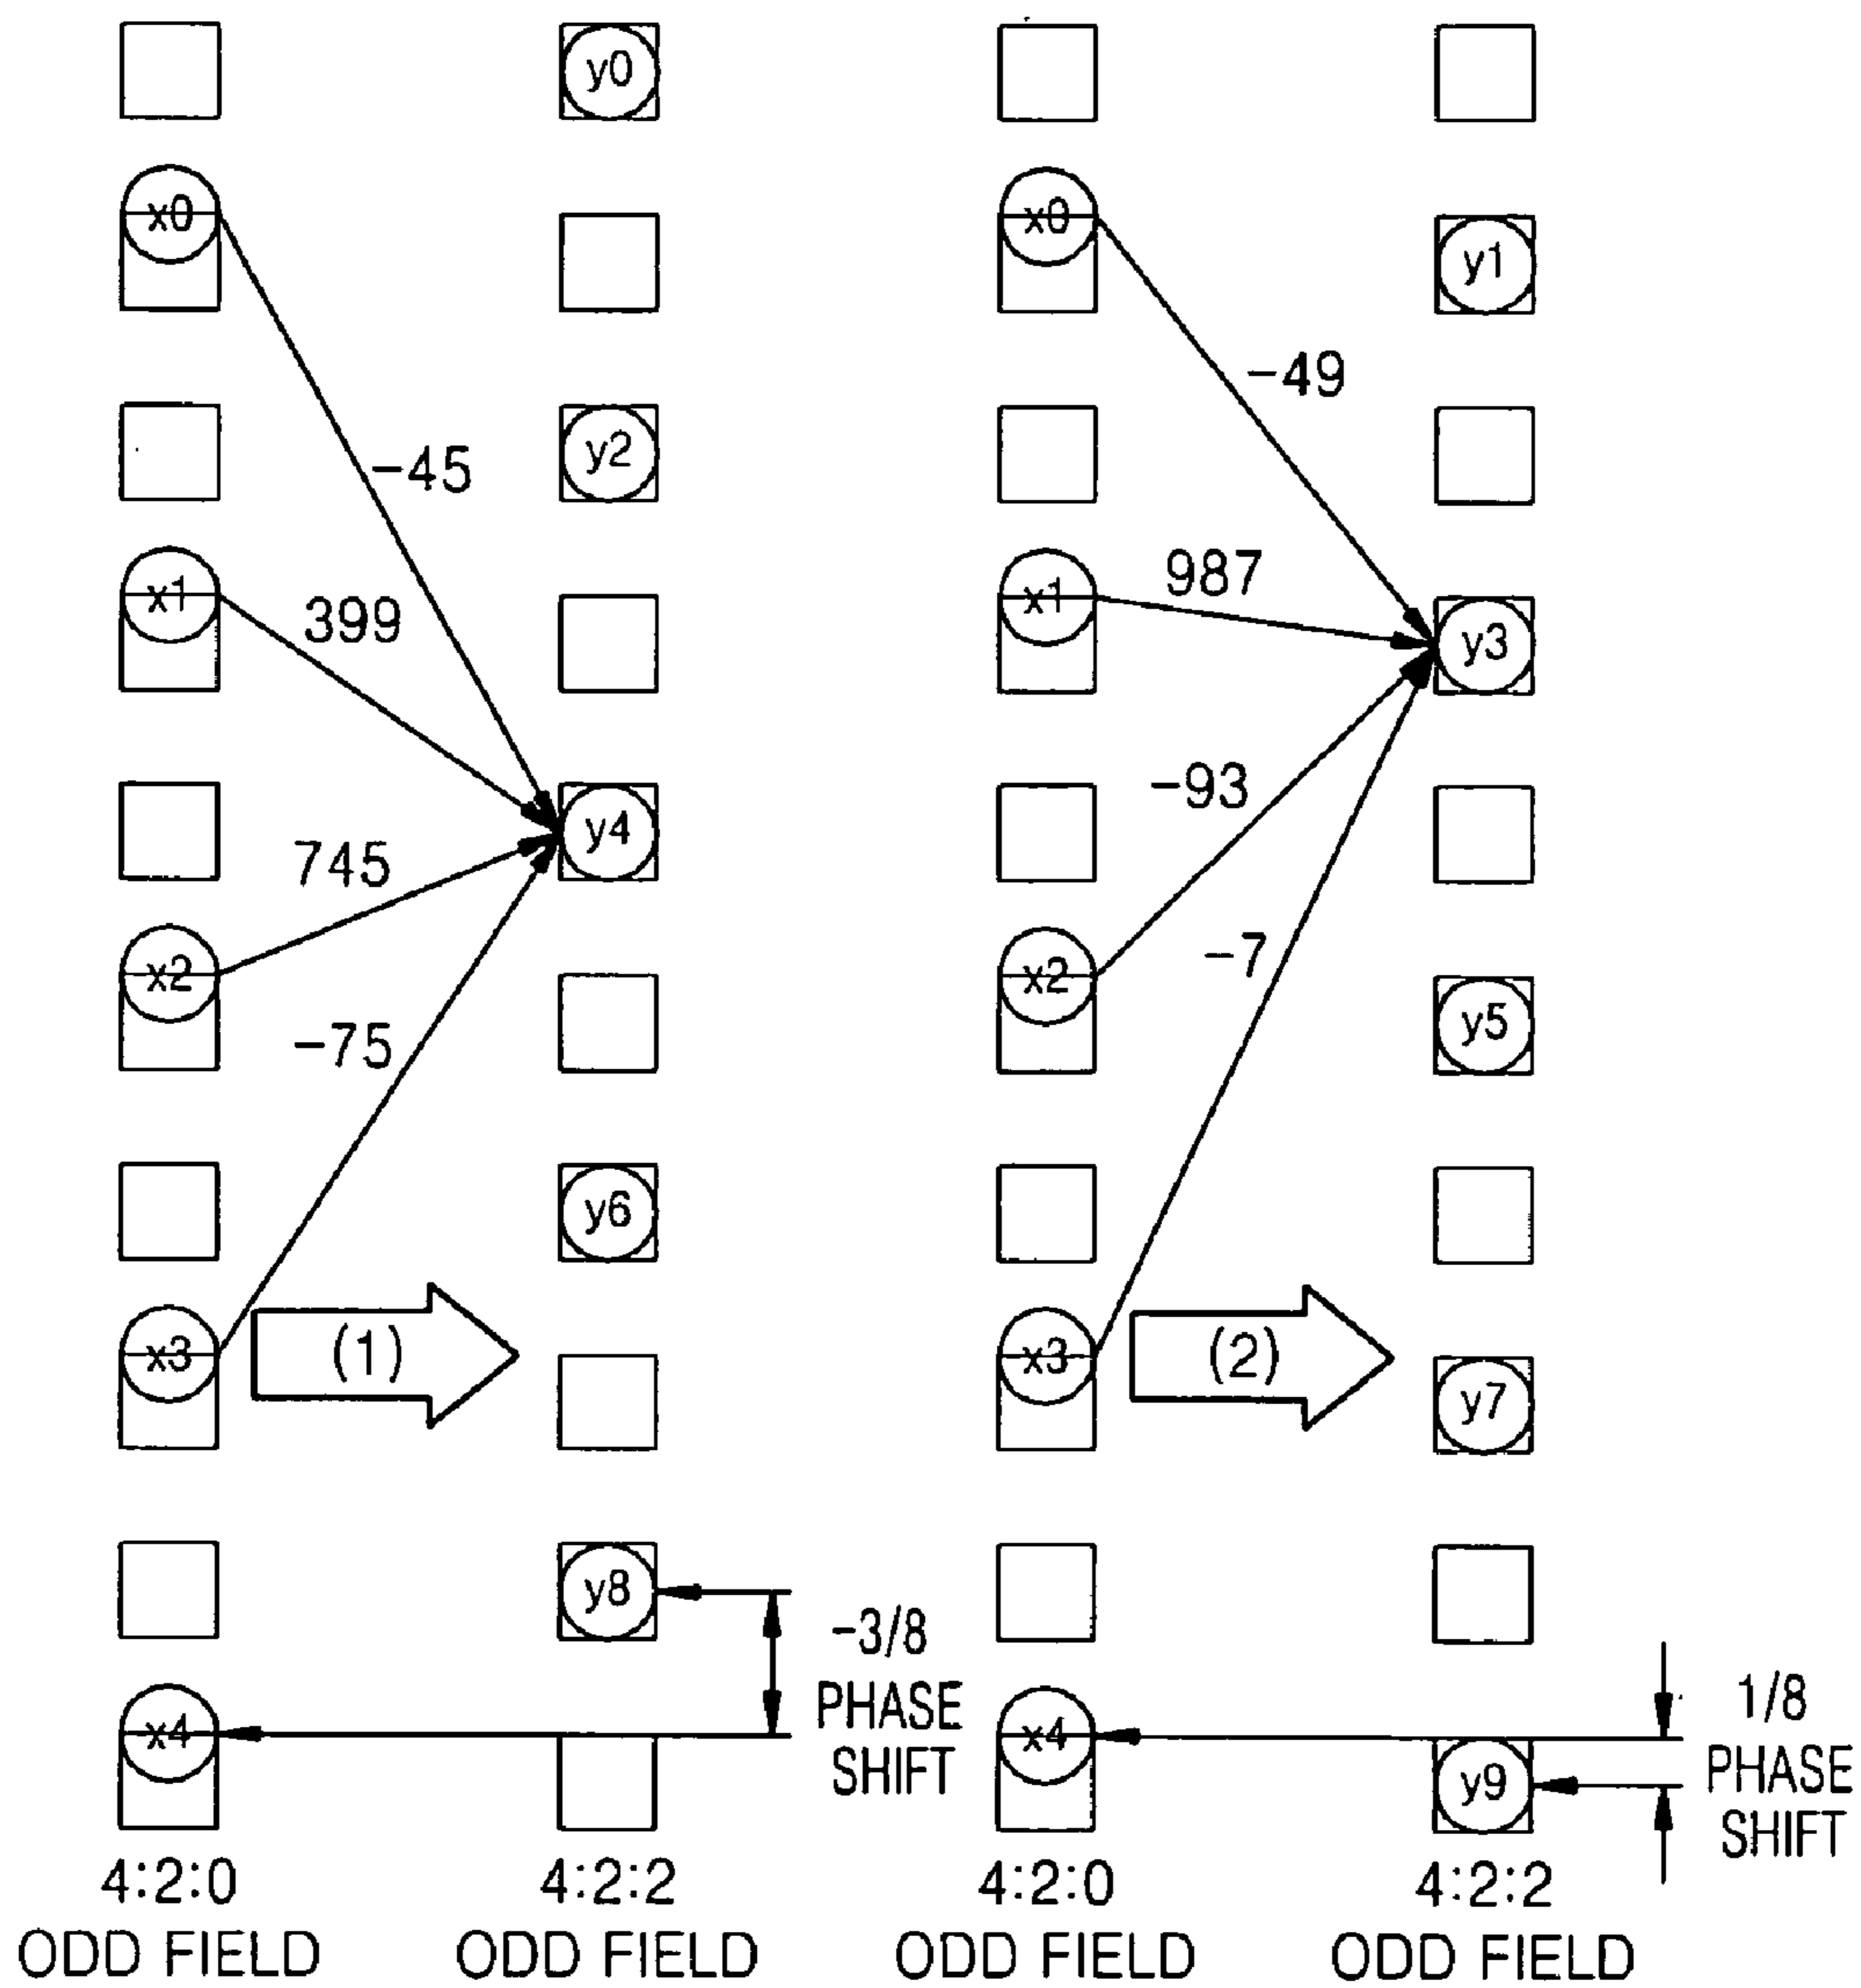 y0
x0
x0
y1
-49
-45
y2
987
x1
399
x1
y3
-93
745
y4
-7
x2
x2
y5
-75
y6
x3
(1)
x3
(2)
y7
y8
-3/8
PHASE
SHIFT
x4
x4
y9
1/8
PHASE
SHIFT
4:2:0
4:2:2
4:2:0
4:2:2
ODD FIELD
ODD FIELD
ODD FIELD
ODD FIELD